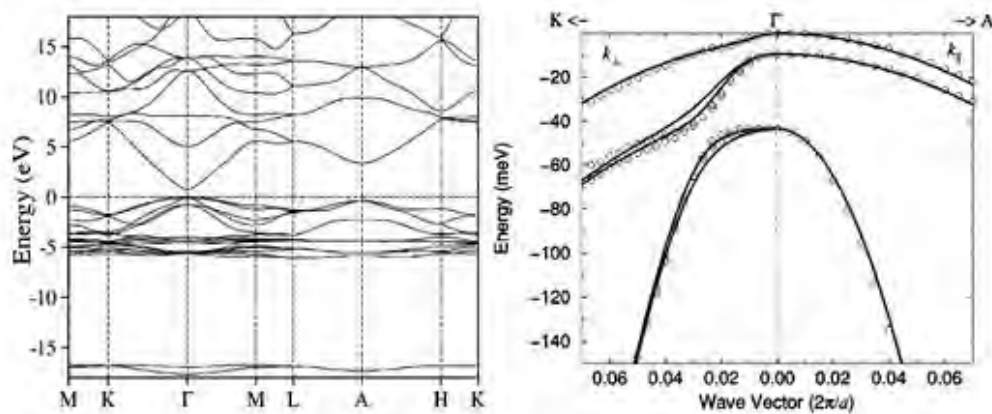 Energy (eV)
15
10
5
0
-5
-10
-15
M K Γ M L A H K
K <- Γ -> A
k⊥ k∥
Energy (meV)
-20
-40
-60
-80
-100
-120
-140
0.06 0.04 0.02 0.00 0.02 0.04 0.06
Wave Vector (2π/a)